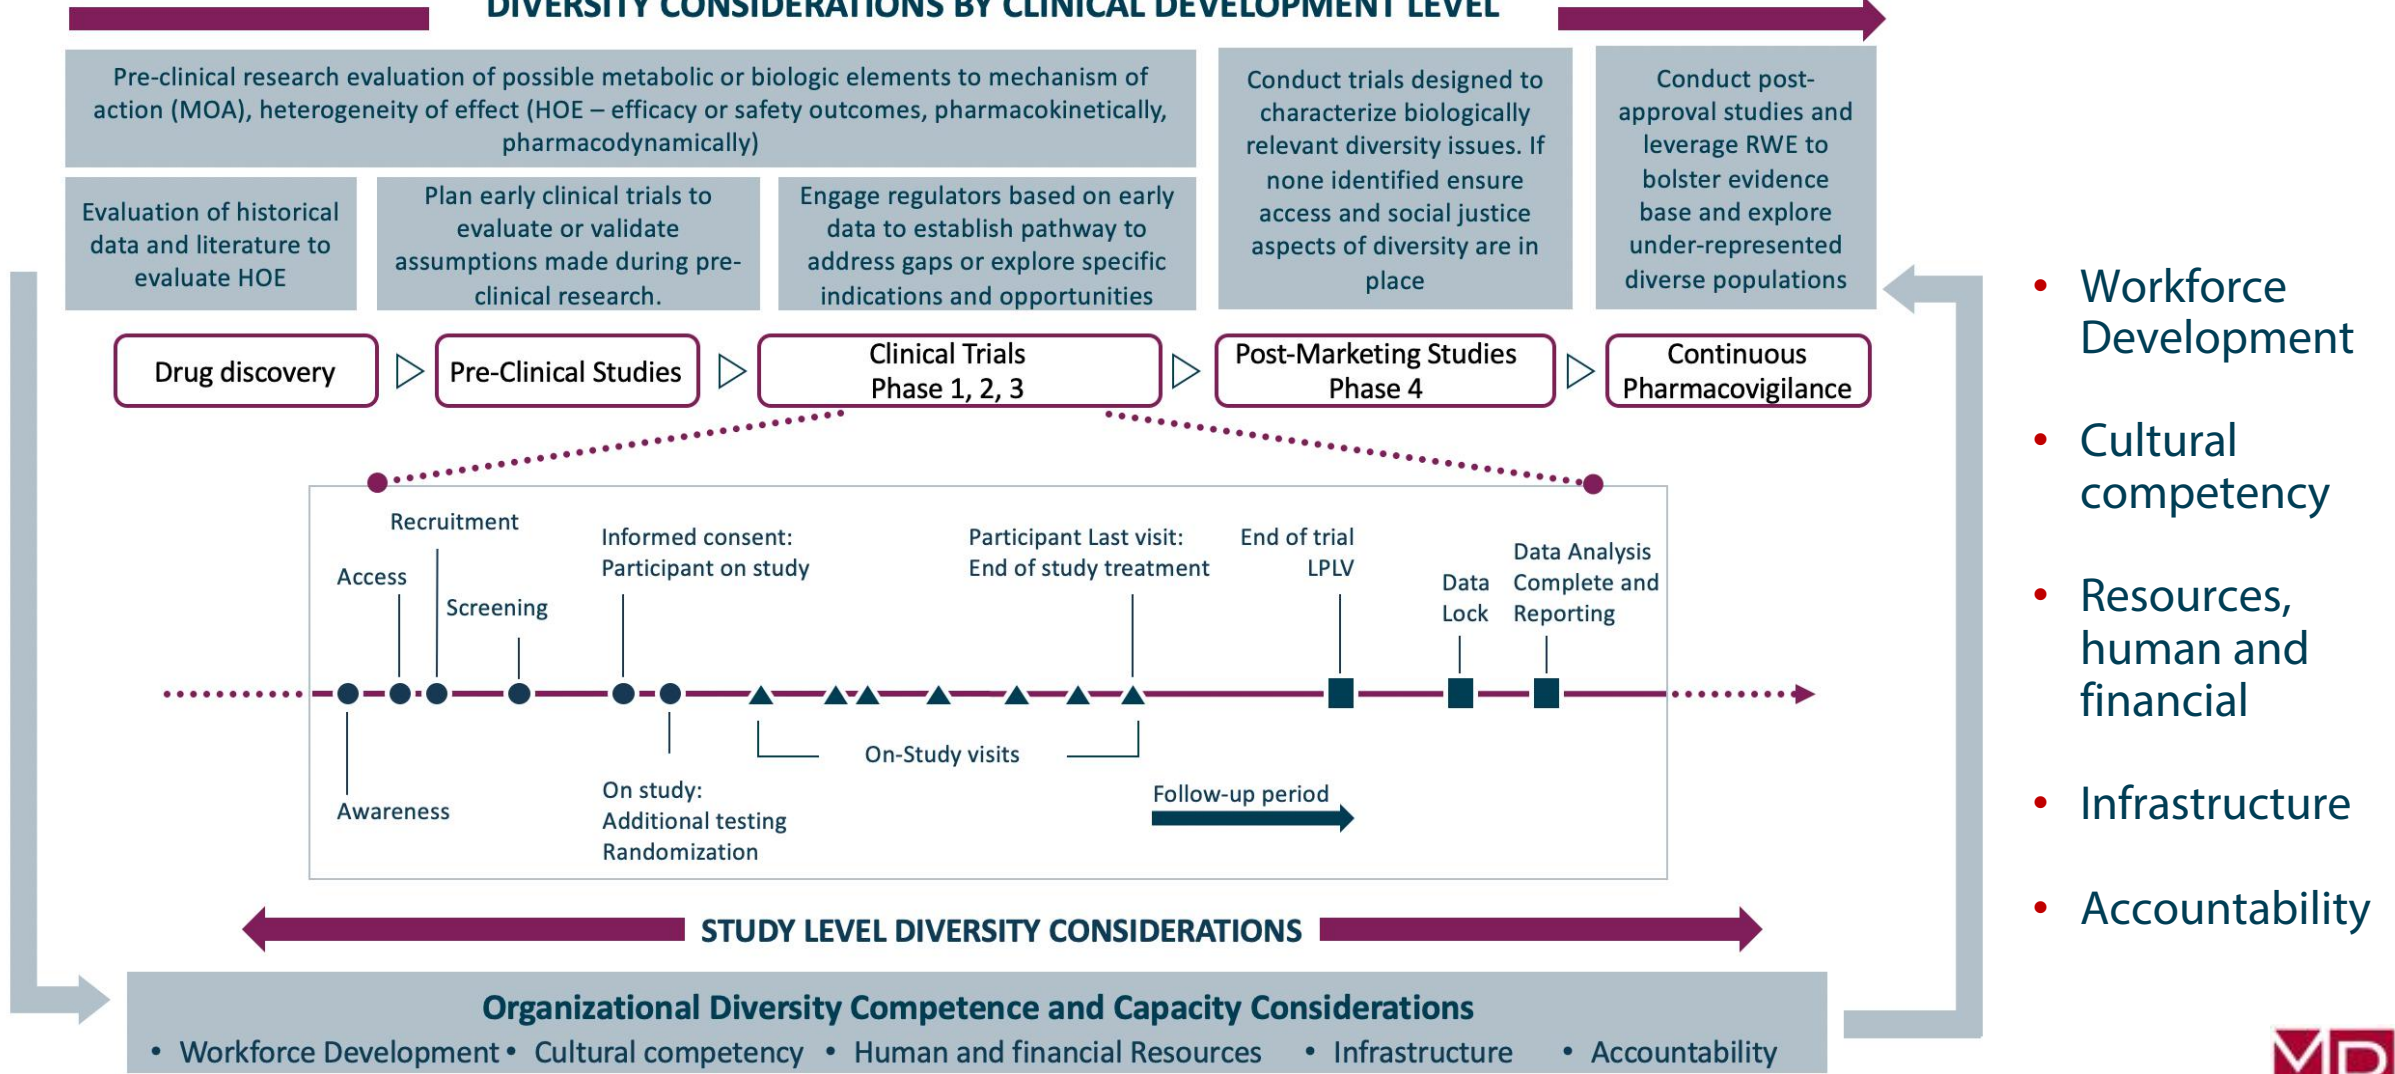 DIVERSITY CONSIDERATIONS BY CLINICAL DEVELOPMENT LEVEL
Pre-clinical research evaluation of possible metabolic or biologic elements to mechanism of
action (MOA), heterogeneity of effect (HOE – efficacy or safety outcomes, pharmacokinetically,
pharmacodynamically)
Evaluation of historical
data and literature to
evaluate HOE
Plan early clinical trials to
evaluate or validate
assumptions made during pre-
clinical research.
Engage regulators based on early
data to establish pathway to
address gaps or explore specific
indications and opportunities
Conduct trials designed to
characterize biologically
relevant diversity issues. If
none identified ensure
access and social justice
aspects of diversity are in
place
Conduct post-
approval studies and
leverage RWE to
bolster evidence
base and explore
under-represented
diverse populations
Drug discovery
Pre-Clinical Studies
Clinical Trials
Phase 1, 2, 3
Post-Marketing Studies
Phase 4
Continuous
Pharmacovigilance
Recruitment
Access
Screening
Informed consent:
Participant on study
Participant Last visit:
End of study treatment
End of trial
LPLV
Data
Lock
Data Analysis
Complete and
Reporting
On-Study visits
Awareness
On study:
Additional testing
Randomization
Follow-up period
STUDY LEVEL DIVERSITY CONSIDERATIONS
Organizational Diversity Competence and Capacity Considerations
• Workforce Development • Cultural competency • Human and financial Resources • Infrastructure • Accountability
• Workforce
Development
• Cultural
competency
• Resources,
human and
financial
• Infrastructure
• Accountability